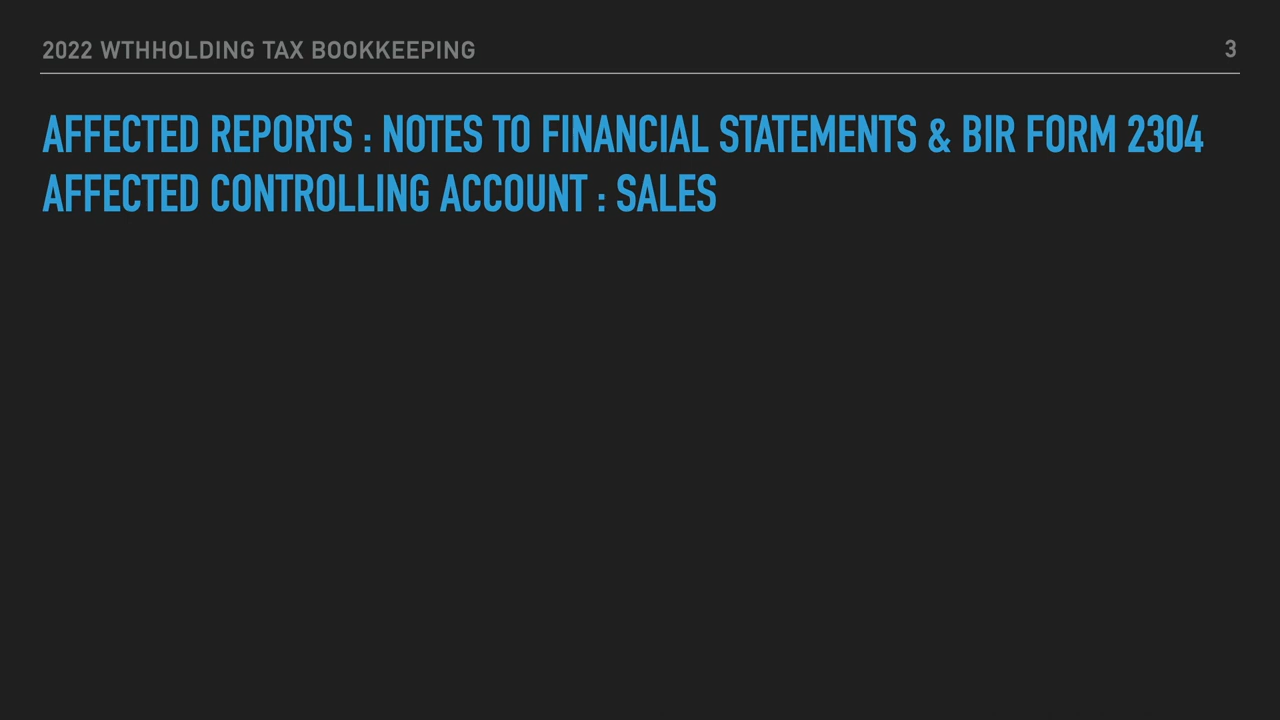 2022 WTHHOLDING TAX BOOKKEEPING 3
AFFECTED REPORTS : NOTES TO FINANCIAL STATEMENTS & BIR FORM 2304
AFFECTED CONTROLLING ACCOUNT : SALES